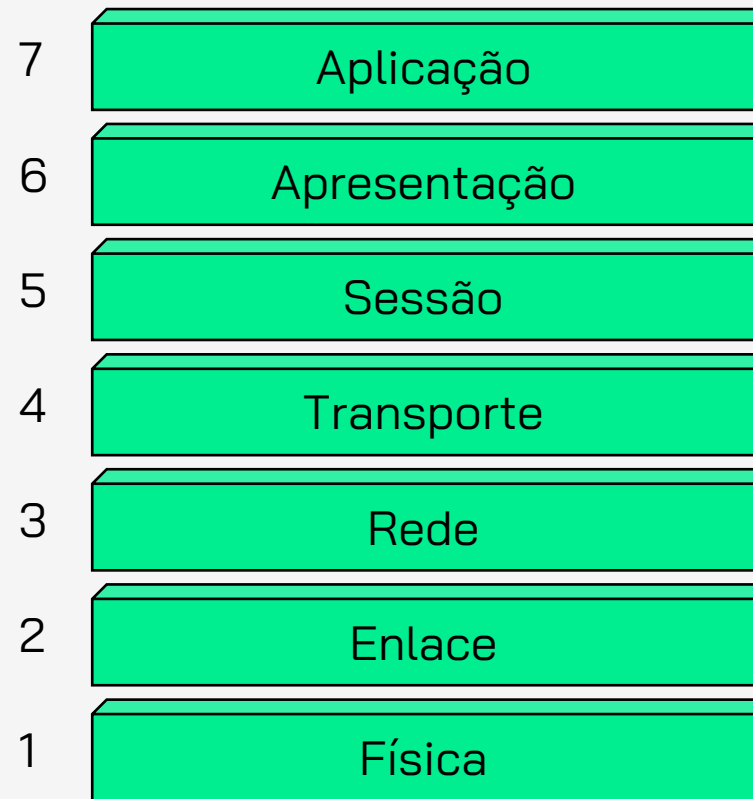 7 Aplicação
6 Apresentação
5 Sessão
4 Transporte
3 Rede
2 Enlace
1 Física